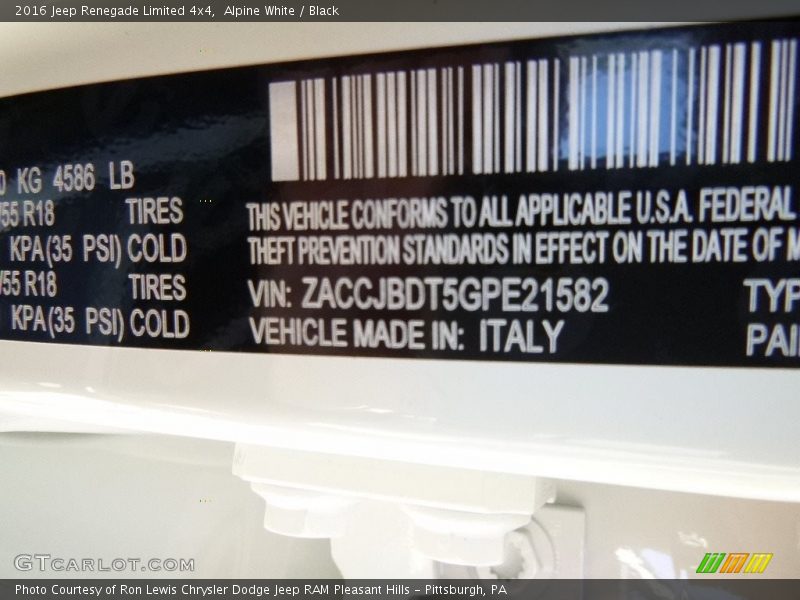 2016 Jeep Renegade Limited 4x4,  Alpine White / Black
0 KG 4586 LB
/55 R18 TIRES
KPA(35 PSI) COLD
/55 R18 TIRES
KPA(35 PSI) COLD
THIS VEHICLE CONFORMS TO ALL APPLICABLE U.S.A. FEDERAL
THEFT PREVENTION STANDARDS IN EFFECT ON THE DATE OF M
VIN: ZACCJBDT5GPE21582
TYP
VEHICLE MADE IN: ITALY
PAI
GTCARLOT.COM
Photo Courtesy of Ron Lewis Chrysler Dodge Jeep RAM Pleasant Hills - Pittsburgh, PA